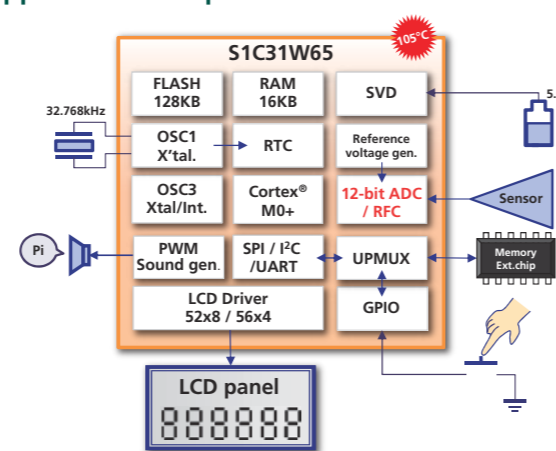 S1C31W65
105°C
FLASH
128KB
RAM
16KB
SVD
5.
32.768kHz
OSC1
X'tal.
RTC
Reference
voltage gen.
OSC3
Xtal/Int.
Cortex®
M0+
12-bit ADC
/ RFC
Sensor
Pi
PWM
Sound gen.
SPI / I²C
/UART
UPMUX
Memory
Ext.chip
LCD Driver
52x8 / 56x4
GPIO
LCD panel
888888